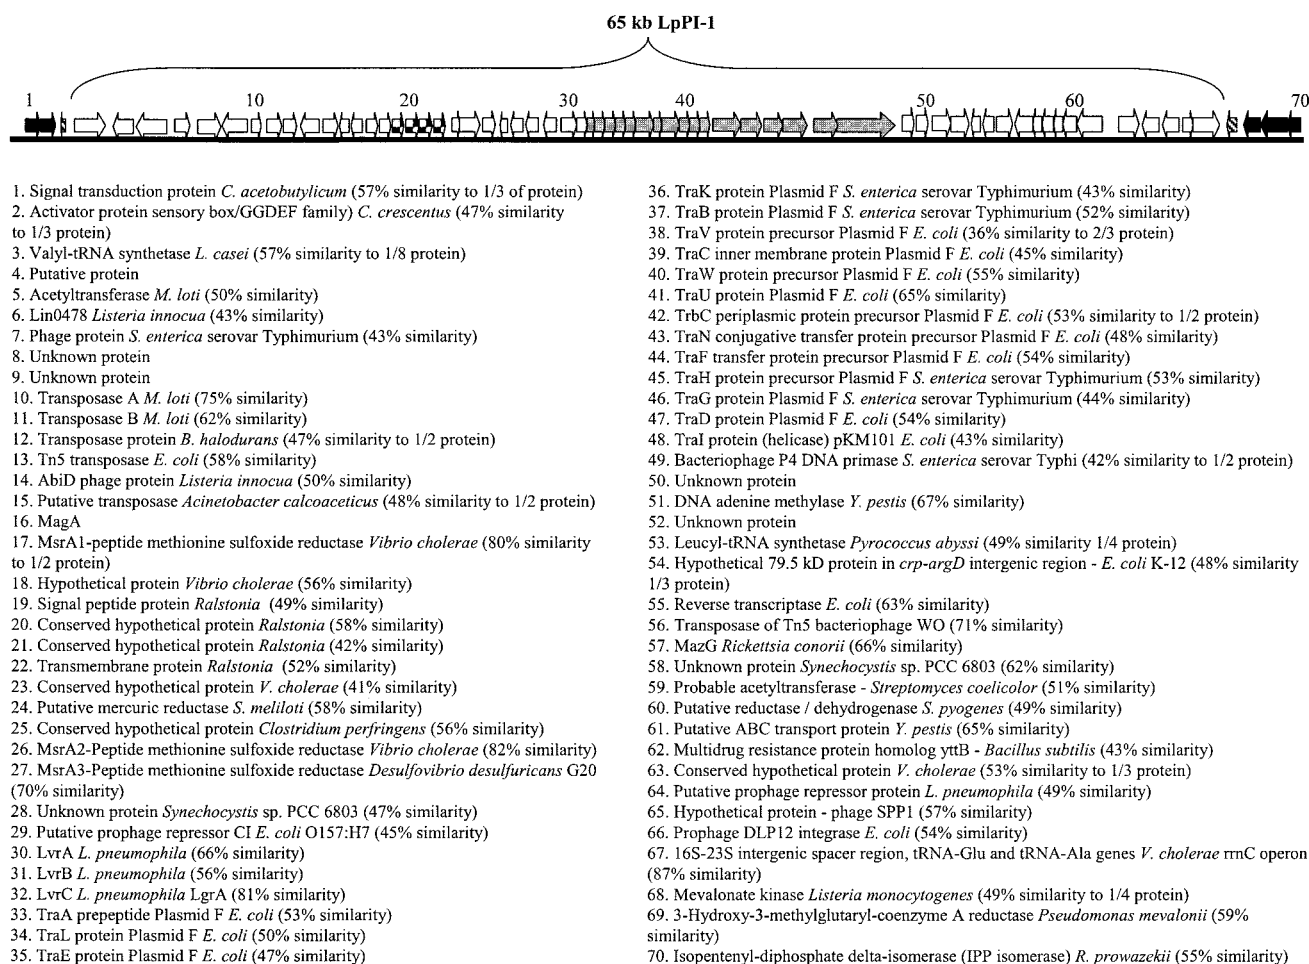 65 kb LpPI-1
1 10 20 30 40 50 60 70
1. Signal transduction protein C. acetobutylicum (57% similarity to 1/3 of protein)
2. Activator protein sensory box/GGDEF family) C. crescentus (47% similarity
to 1/3 protein)
3. Valyl-tRNA synthetase L. casei (57% similarity to 1/8 protein)
4. Putative protein
5. Acetyltransferase M. loti (50% similarity)
6. Lin0478 Listeria innocua (43% similarity)
7. Phage protein S. enterica serovar Typhimurium (43% similarity)
8. Unknown protein
9. Unknown protein
10. Transposase A M. loti (75% similarity)
11. Transposase B M. loti (62% similarity)
12. Transposase protein B. halodurans (47% similarity to 1/2 protein)
13. Tn5 transposase E. coli (58% similarity)
14. AbiD phage protein Listeria innocua (50% similarity)
15. Putative transposase Acinetobacter calcoaceticus (48% similarity to 1/2 protein)
16. MagA
17. MsrA1-peptide methionine sulfoxide reductase Vibrio cholerae (80% similarity
to 1/2 protein)
18. Hypothetical protein Vibrio cholerae (56% similarity)
19. Signal peptide protein Ralstonia (49% similarity)
20. Conserved hypothetical protein Ralstonia (58% similarity)
21. Conserved hypothetical protein Ralstonia (42% similarity)
22. Transmembrane protein Ralstonia (52% similarity)
23. Conserved hypothetical protein V. cholerae (41% similarity)
24. Putative mercuric reductase S. meliloti (58% similarity)
25. Conserved hypothetical protein Clostridium perfringens (56% similarity)
26. MsrA2-Peptide methionine sulfoxide reductase Vibrio cholerae (82% similarity)
27. MsrA3-Peptide methionine sulfoxide reductase Desulfovibrio desulfuricans G20
(70% similarity)
28. Unknown protein Synechocystis sp. PCC 6803 (47% similarity)
29. Putative prophage repressor CI E. coli O157:H7 (45% similarity)
30. LvrA L. pneumophila (66% similarity)
31. LvrB L. pneumophila (56% similarity)
32. LvrC L. pneumophila LgrA (81% similarity)
33. TraA prepeptide Plasmid F E. coli (53% similarity)
34. TraL protein Plasmid F E. coli (50% similarity)
35. TraE protein Plasmid F E. coli (47% similarity)
36. TraK protein Plasmid F S. enterica serovar Typhimurium (43% similarity)
37. TraB protein Plasmid F S. enterica serovar Typhimurium (52% similarity)
38. TraV protein precursor Plasmid F E. coli (36% similarity to 2/3 protein)
39. TraC inner membrane protein Plasmid F E. coli (45% similarity)
40. TraW protein precursor Plasmid F E. coli (55% similarity)
41. TraU protein Plasmid F E. coli (65% similarity)
42. TrbC periplasmic protein precursor Plasmid F E. coli (53% similarity to 1/2 protein)
43. TraN conjugative transfer protein precursor Plasmid F E. coli (48% similarity)
44. TraF transfer protein precursor Plasmid F E. coli (54% similarity)
45. TraH protein precursor Plasmid F S. enterica serovar Typhimurium (53% similarity)
46. TraG protein Plasmid F S. enterica serovar Typhimurium (44% similarity)
47. TraD protein Plasmid F E. coli (54% similarity)
48. TraI protein (helicase) pKM101 E. coli (43% similarity)
49. Bacteriophage P4 DNA primase S. enterica serovar Typhi (42% similarity to 1/2 protein)
50. Unknown protein
51. DNA adenine methylase Y. pestis (67% similarity)
52. Unknown protein
53. Leucyl-tRNA synthetase Pyrococcus abyssi (49% similarity 1/4 protein)
54. Hypothetical 79.5 kD protein in crp-argD intergenic region - E. coli K-12 (48% similarity
1/3 protein)
55. Reverse transcriptase E. coli (63% similarity)
56. Transposase of Tn5 bacteriophage WO (71% similarity)
57. MazG Rickettsia conorii (66% similarity)
58. Unknown protein Synechocystis sp. PCC 6803 (62% similarity)
59. Probable acetyltransferase - Streptomyces coelicolor (51% similarity)
60. Putative reductase / dehydrogenase S. pyogenes (49% similarity)
61. Putative ABC transport protein Y. pestis (65% similarity)
62. Multidrug resistance protein homolog yttB - Bacillus subtilis (43% similarity)
63. Conserved hypothetical protein V. cholerae (53% similarity to 1/3 protein)
64. Putative prophage repressor protein L. pneumophila (49% similarity)
65. Hypothetical protein - phage SPP1 (57% similarity)
66. Prophage DLP12 integrase E. coli (54% similarity)
67. 16S-23S intergenic spacer region, tRNA-Glu and tRNA-Ala genes V. cholerae rrnC operon
(87% similarity)
68. Mevalonate kinase Listeria monocytogenes (49% similarity to 1/4 protein)
69. 3-Hydroxy-3-methylglutaryl-coenzyme A reductase Pseudomonas mevalonii (59%
similarity)
70. Isopentenyl-diphosphate delta-isomerase (IPP isomerase) R. prowazekii (55% similarity)